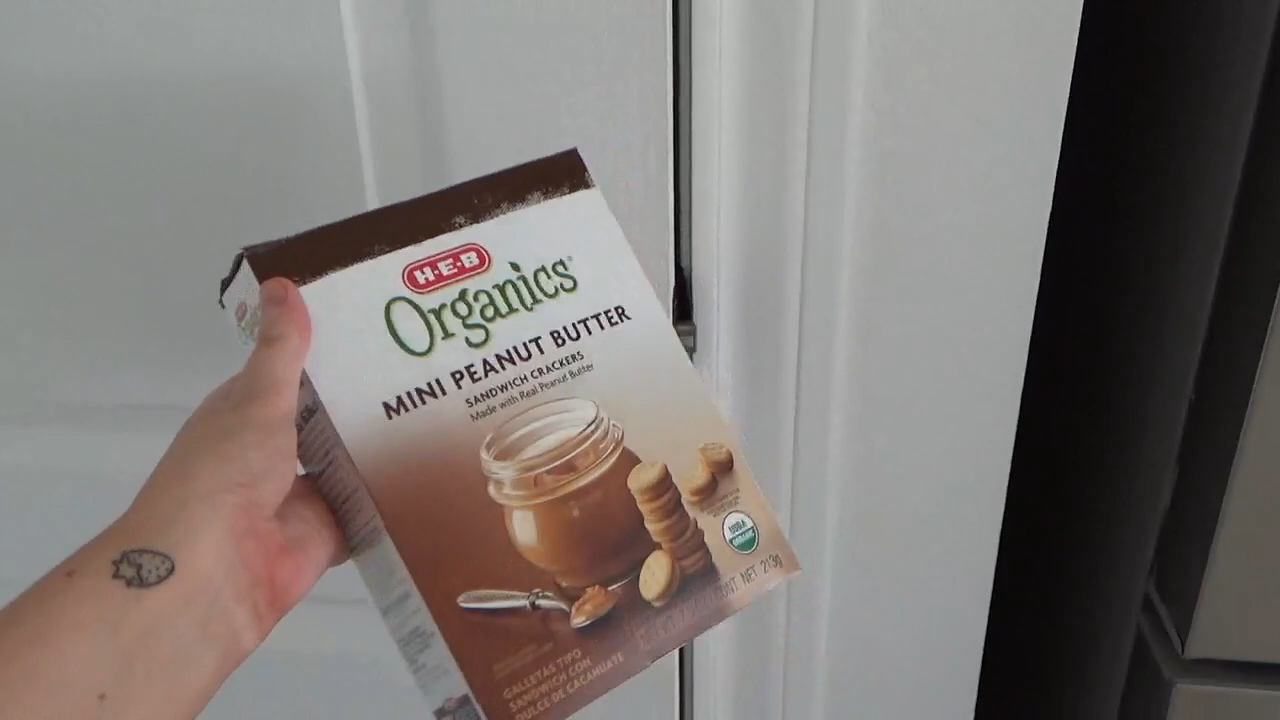 H-E-B
Organics
MINI PEANUT BUTTER
SANDWICH CRACKERS
Made with Real Peanut Butter
USDA
ORGANIC
CONT NET 213g
GALLETAS TIPO
SANDWICH CON
DULCE DE CACAHUATE